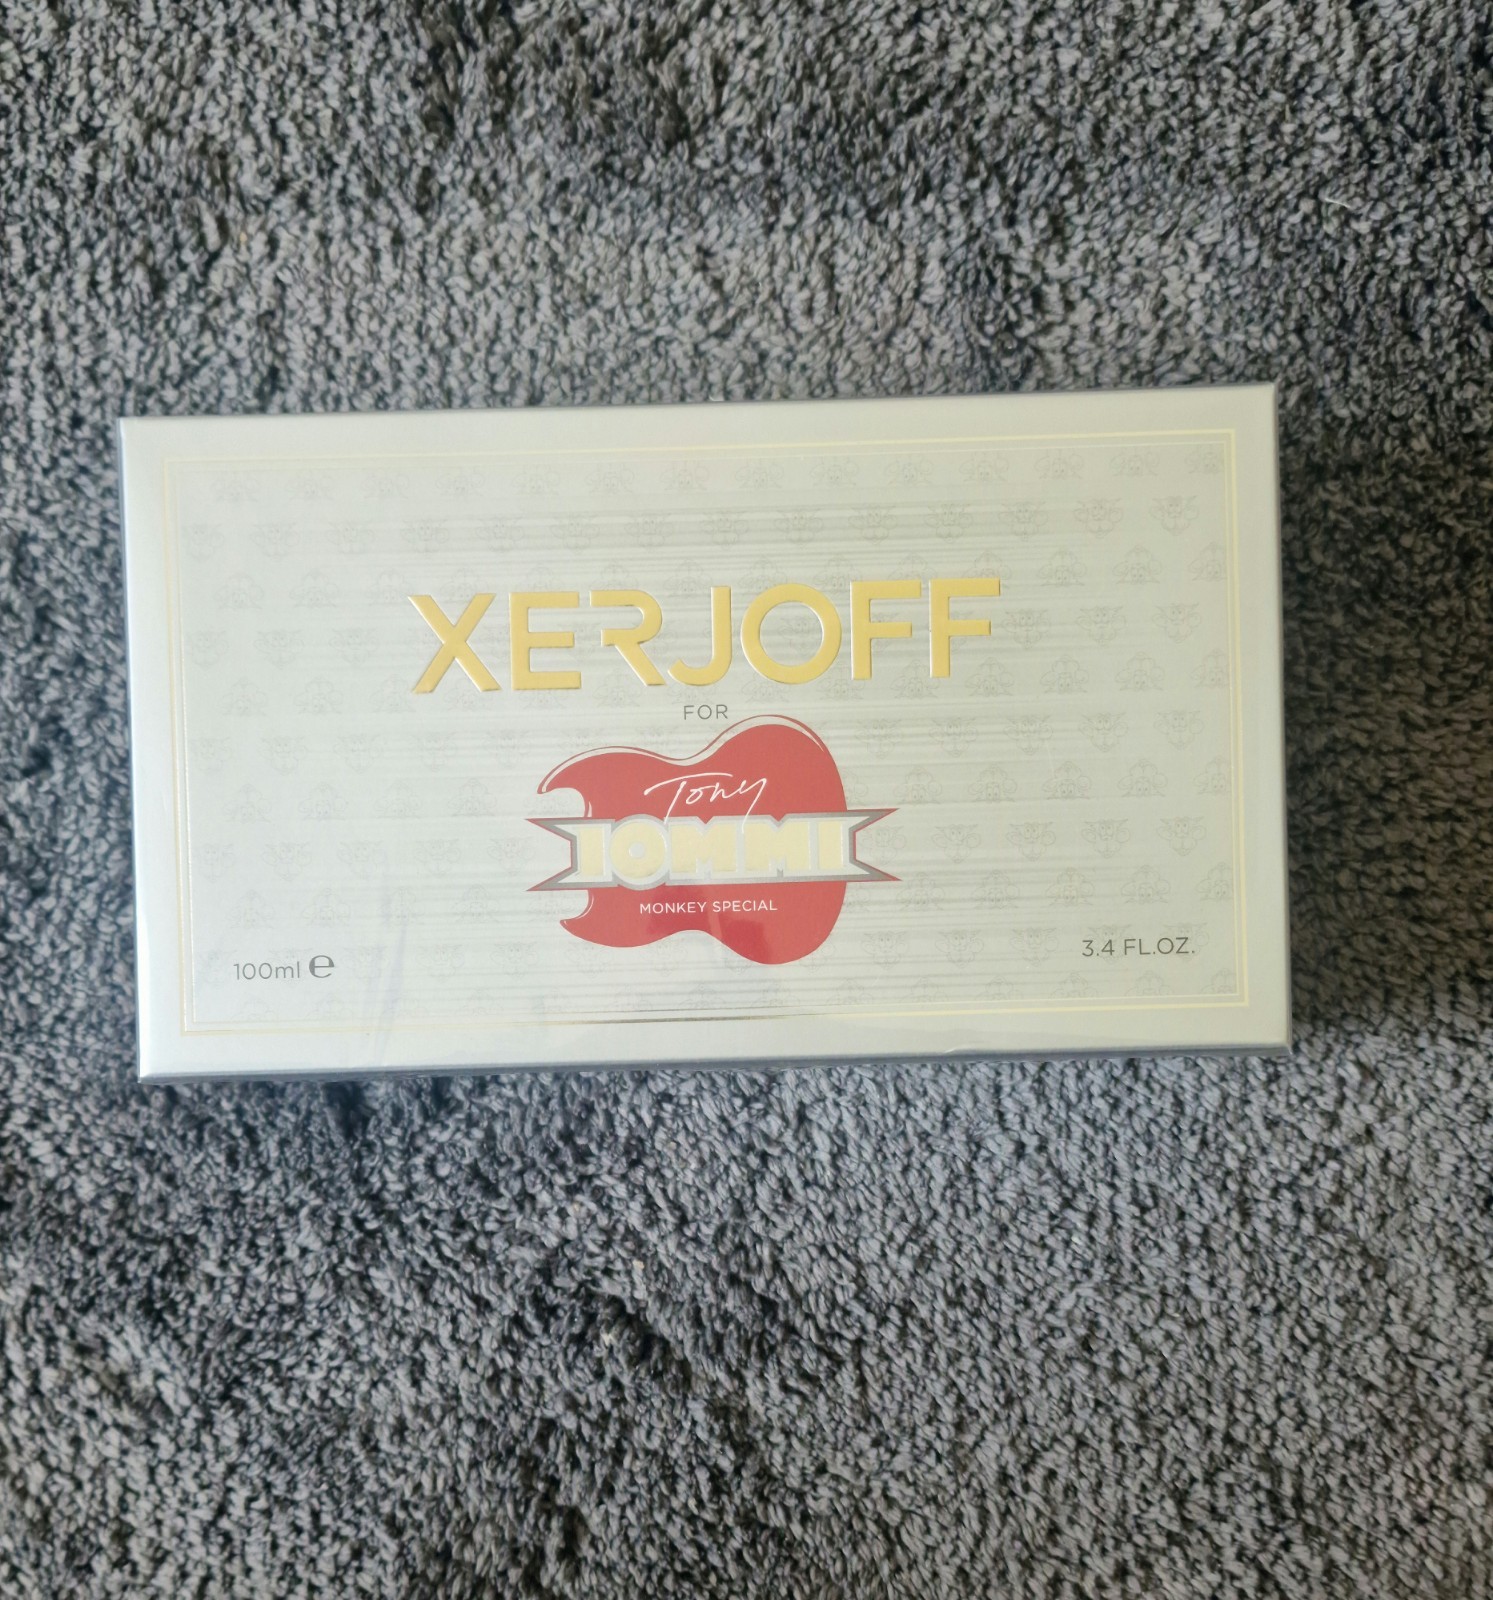 XERJOFF
FOR
Tony
IOMMI
MONKEY SPECIAL
100ml ℮
3.4 FL.OZ.